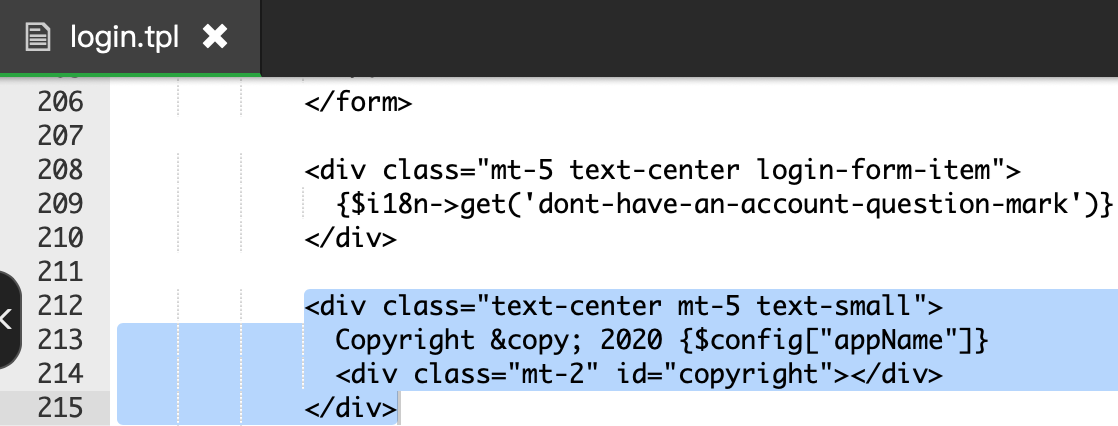 login.tpl
206 </form>
207
208 <div class="mt-5 text-center login-form-item">
209 {$i18n->get('dont-have-an-account-question-mark')}
210 </div>
211
212 <div class="text-center mt-5 text-small">
213 Copyright &copy; 2020 {$config["appName"]}
214 <div class="mt-2" id="copyright"></div>
215 </div>